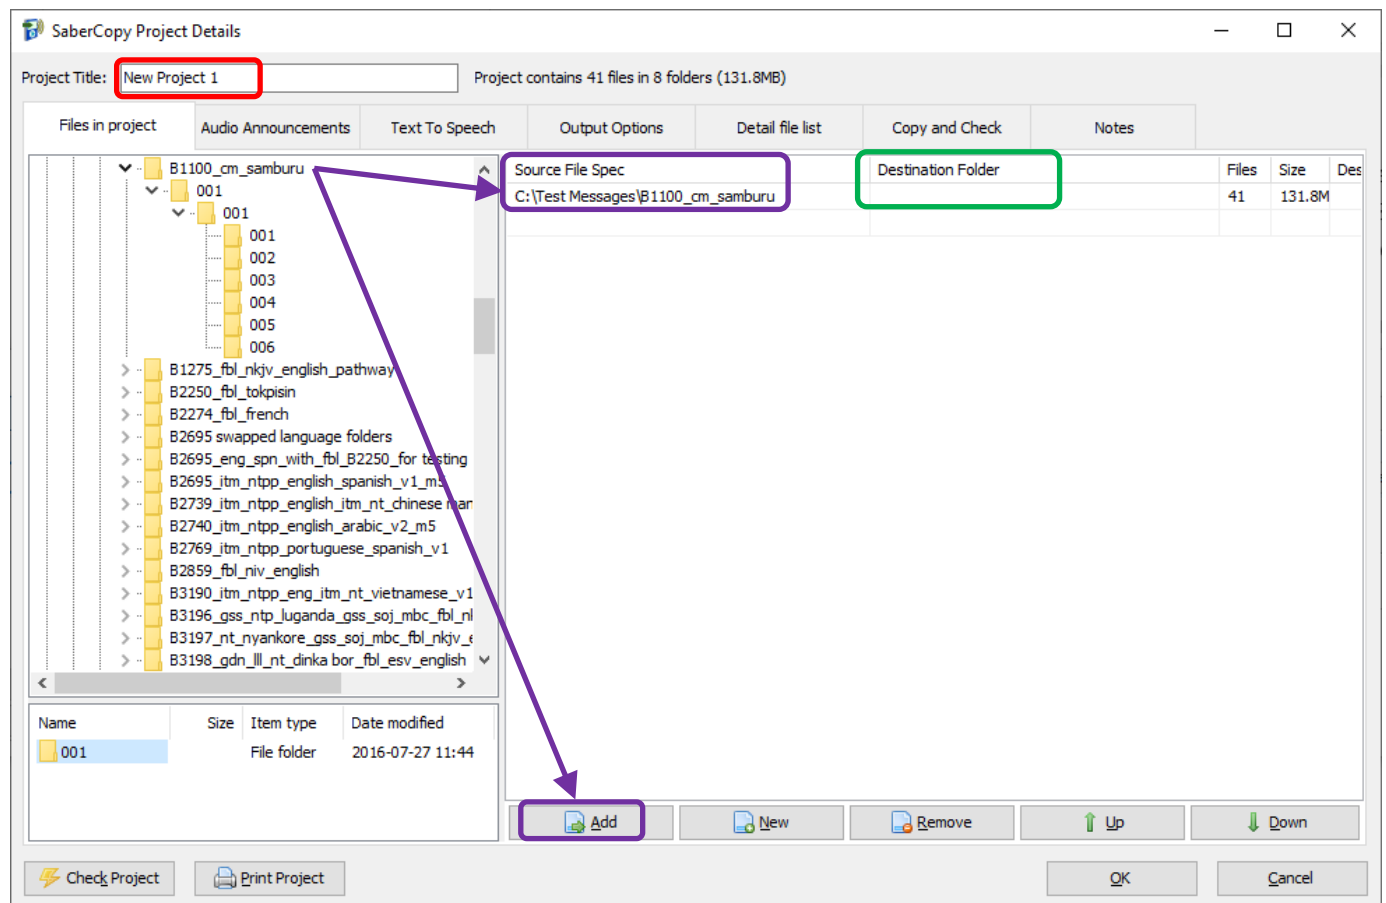 SaberCopy Project Details
Project Title: New Project 1 Project contains 41 files in 8 folders (131.8MB)
Files in project Audio Announcements Text To Speech Output Options Detail file list Copy and Check Notes
B1100_cm_samburu
001
001
001
002
003
004
005
006
B1275_fbl_nkjv_english_pathway
B2250_fbl_tokpisin
B2274_fbl_french
B2695 swapped language folders
B2695_eng_spn_with_fbl_B2250_for testing
B2695_itm_ntpp_english_spanish_v1_m5
B2739_itm_ntpp_english_itm_nt_chinese man
B2740_itm_ntpp_english_arabic_v2_m5
B2769_itm_ntpp_portuguese_spanish_v1
B2859_fbl_niv_english
B3190_itm_ntpp_eng_itm_nt_vietnamese_v1
B3196_gss_ntp_luganda_gss_soj_mbc_fbl_nl
B3197_nt_nyankore_gss_soj_mbc_fbl_nkjv_e
B3198_gdn_lll_nt_dinka bor_fbl_esv_english
Source File Spec Destination Folder Files Size Des
C:\Test Messages\B1100_cm_samburu 41 131.8M
Name Size Item type Date modified
001 File folder 2016-07-27 11:44
Add New Remove Up Down
Check Project Print Project OK Cancel